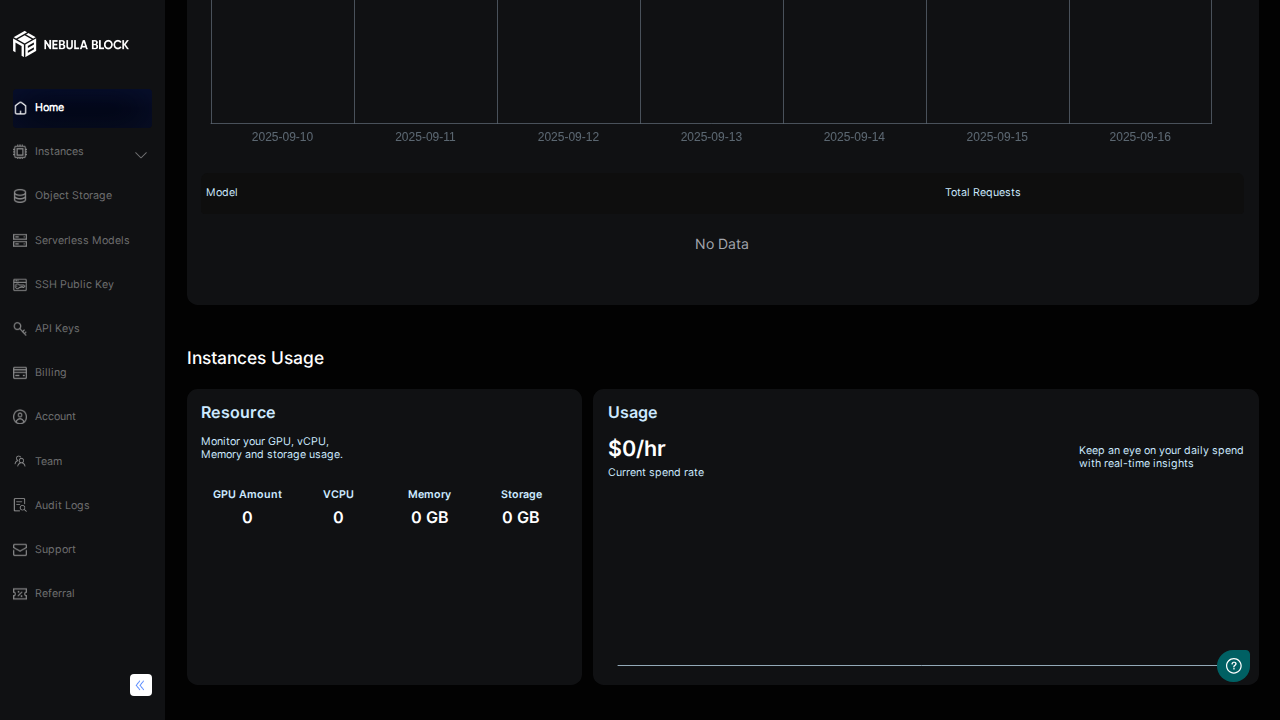 NEBULA BLOCK
Home
Instances
Object Storage
Serverless Models
SSH Public Key
API Keys
Billing
Account
Team
Audit Logs
Support
Referral
2025-09-10 2025-09-11 2025-09-12 2025-09-13 2025-09-14 2025-09-15 2025-09-16
Model Total Requests
No Data
Instances Usage
Resource
Monitor your GPU, vCPU,
Memory and storage usage.
GPU Amount VCPU Memory Storage
0 0 0 GB 0 GB
Usage
$0/hr
Current spend rate
Keep an eye on your daily spend
with real-time insights